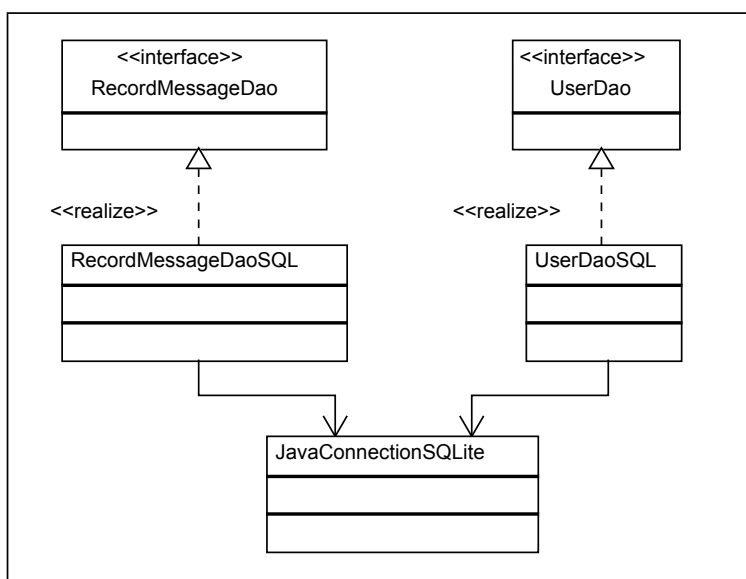 <<interface>>
RecordMessageDao
<<interface>>
UserDao
<<realize>>
<<realize>>
RecordMessageDaoSQL
UserDaoSQL
JavaConnectionSQLite